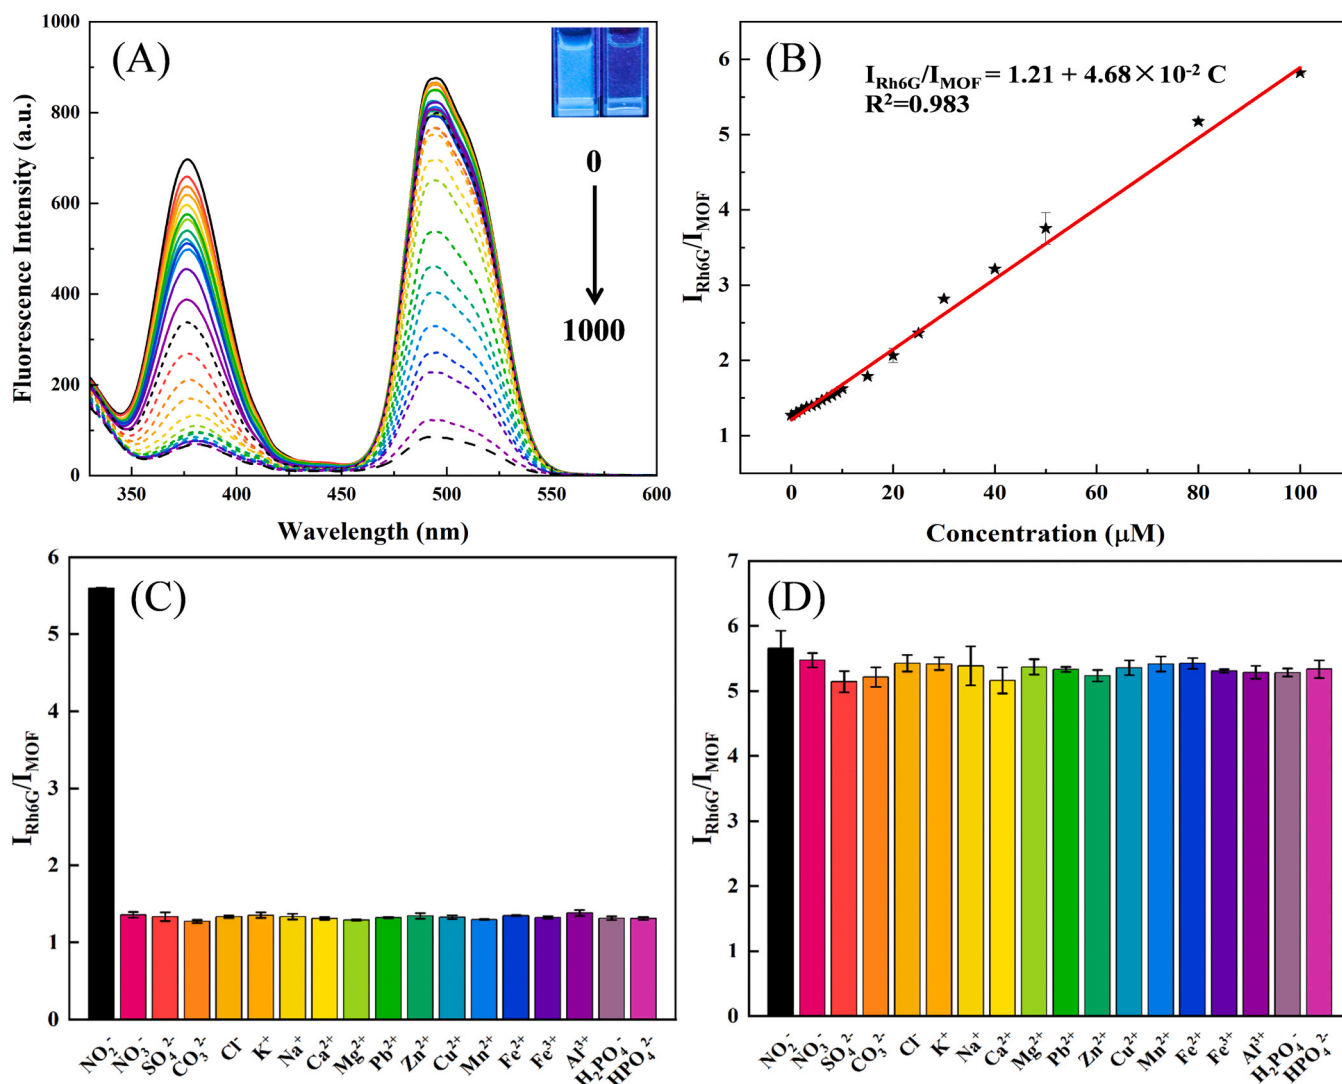 (A)
1000
800
600
400
200
0
350
400
450
500
550
600
Fluorescence Intensity (a.u.)
Wavelength (nm)
0
1000
(B)
I_Rh6G/I_MOF = 1.21 + 4.68×10⁻² C
R²=0.983
6
5
4
3
2
1
0
20
40
60
80
100
I_Rh6G/I_MOF
Concentration (μM)
(C)
6
5
4
3
2
1
0
I_Rh6G/I_MOF
NO₂⁻
NO₃⁻
SO₄²⁻
CO₃²⁻
Cl⁻
K⁺
Na⁺
Ca²⁺
Mg²⁺
Pb²⁺
Zn²⁺
Cu²⁺
Mn²⁺
Fe²⁺
Fe³⁺
Al³⁺
H₂PO₄⁻
HPO₄²⁻
(D)
7
6
5
4
3
2
1
0
I_Rh6G/I_MOF
NO₂⁻
NO₃⁻
SO₄²⁻
CO₃²⁻
Cl⁻
K⁺
Na⁺
Ca²⁺
Mg²⁺
Pb²⁺
Zn²⁺
Cu²⁺
Mn²⁺
Fe²⁺
Fe³⁺
Al³⁺
H₂PO₄⁻
HPO₄²⁻